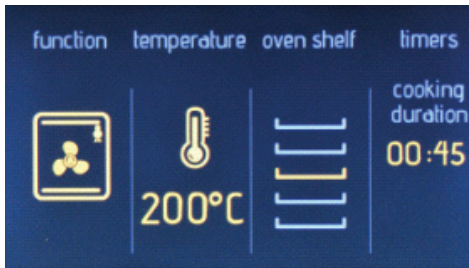 function temperature oven shelf timers
cooking
duration
00:45
200°C